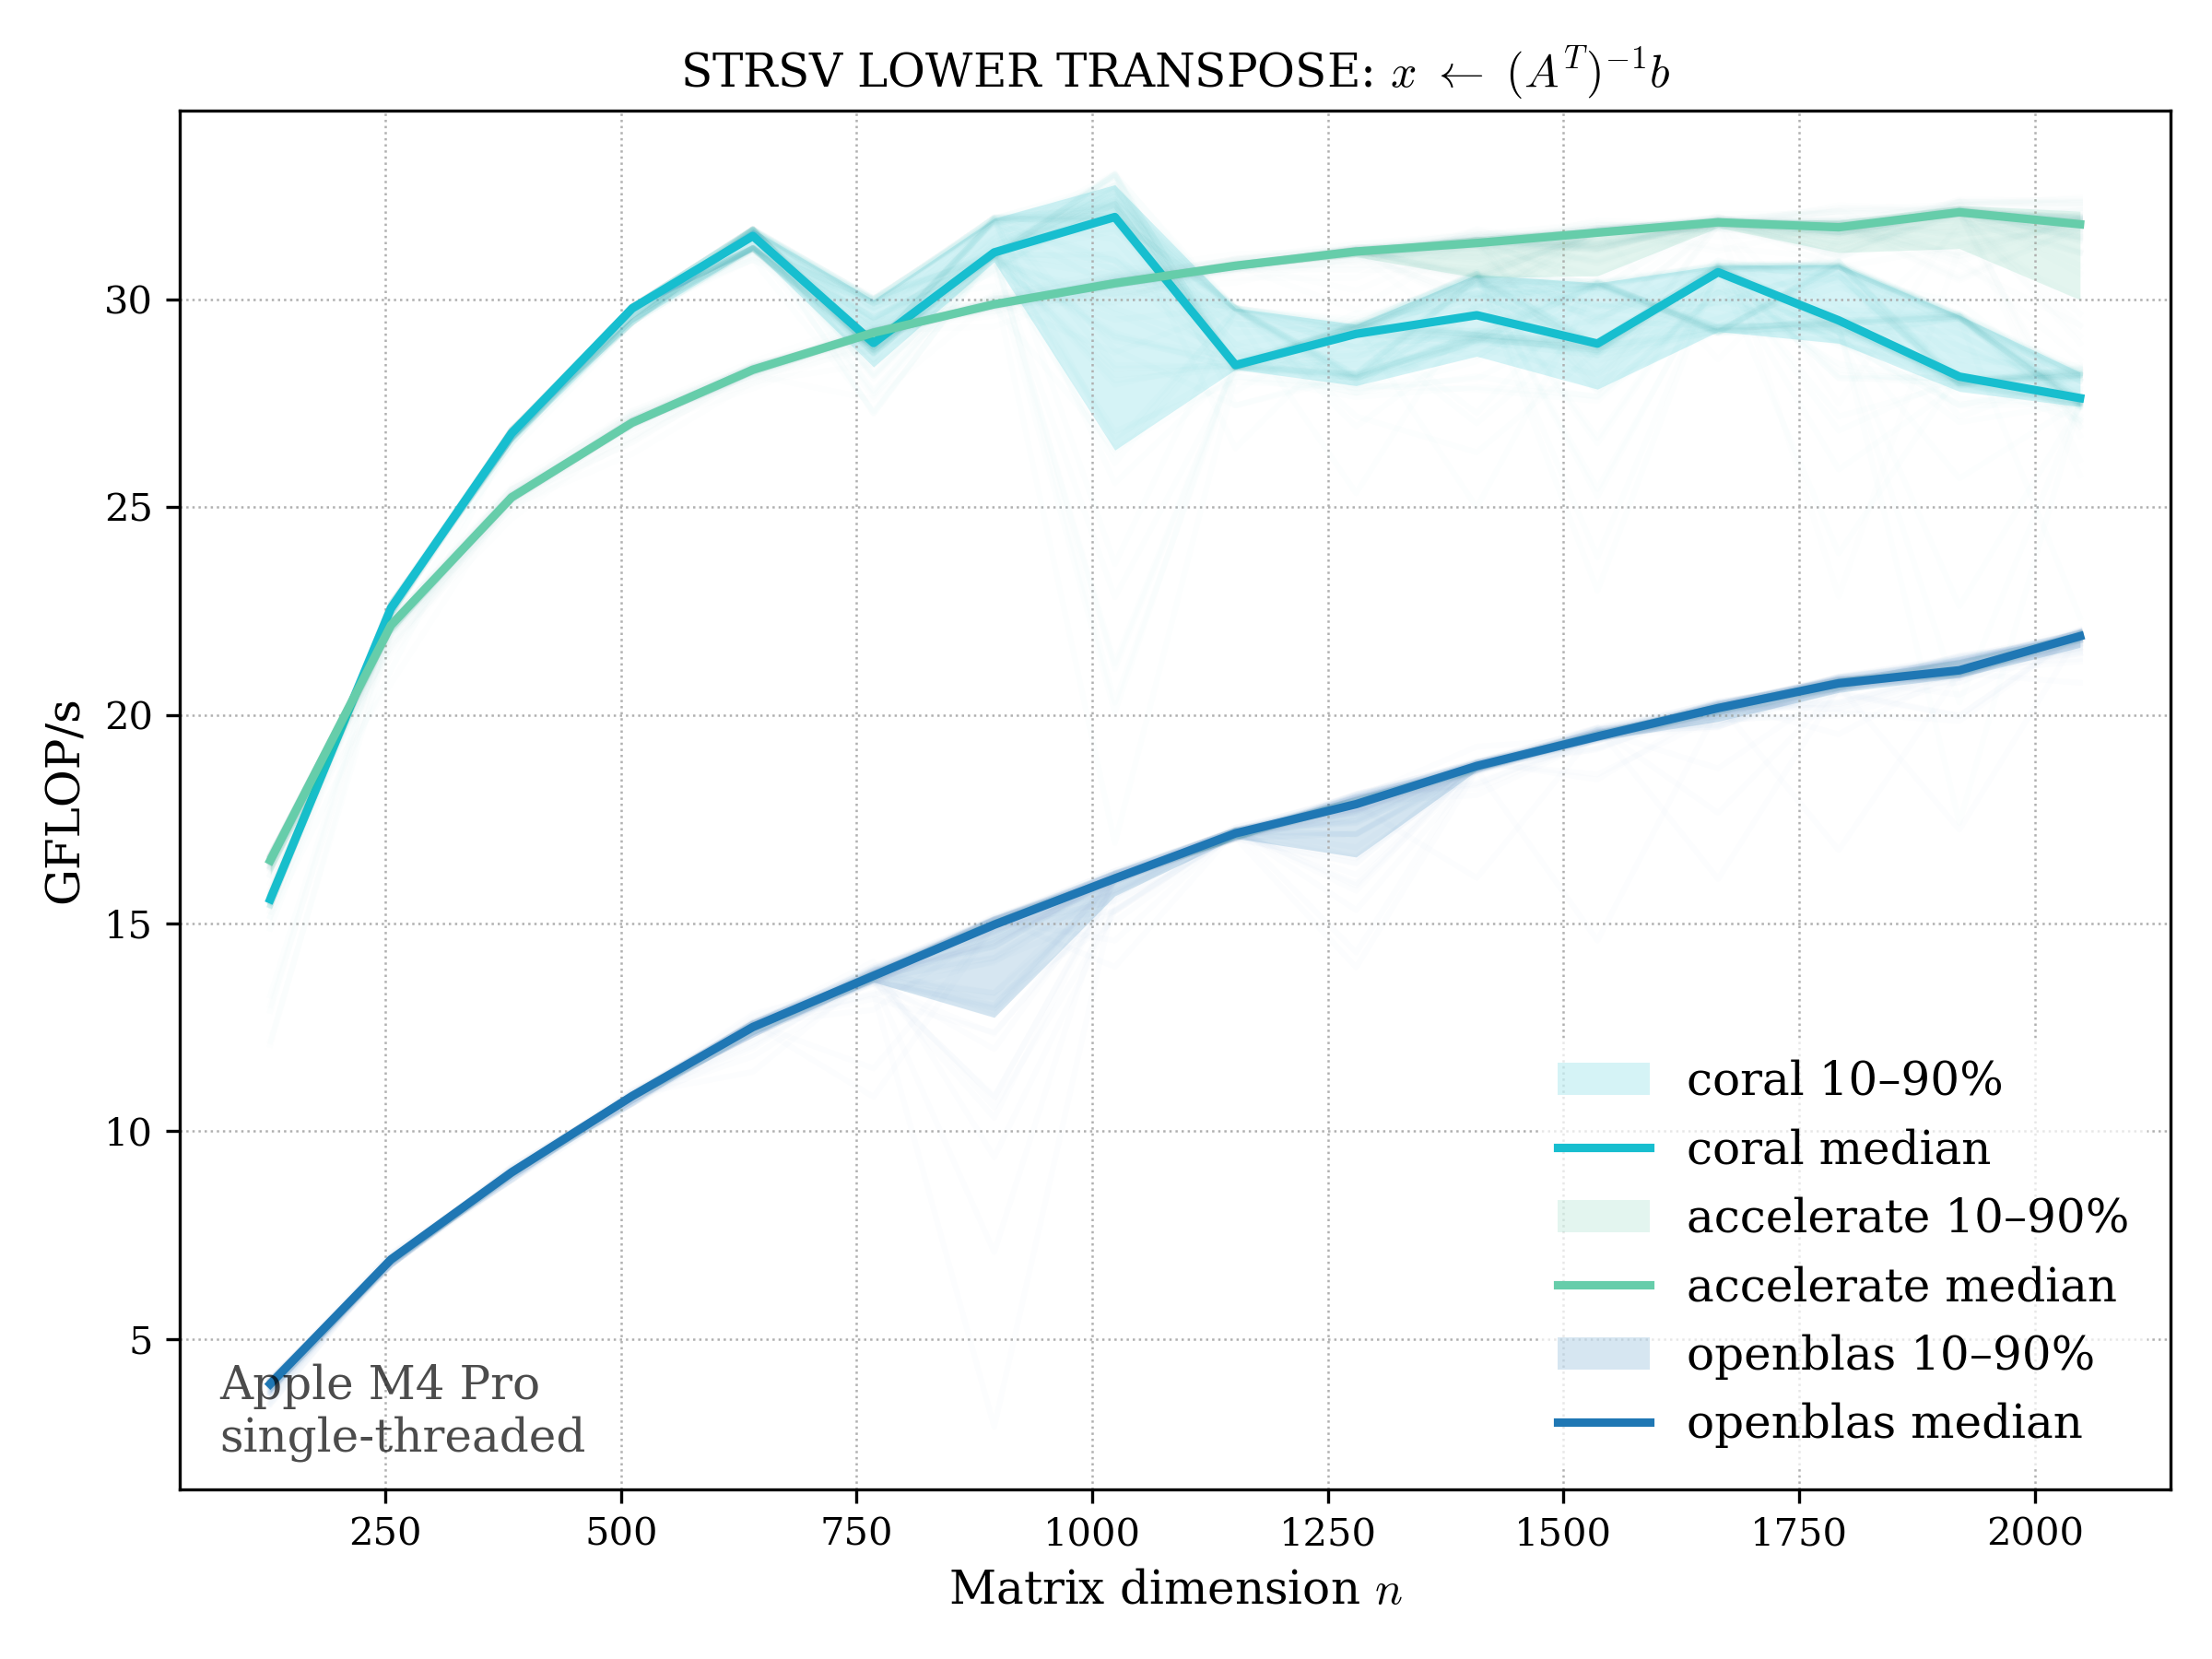 STRSV LOWER TRANSPOSE: x ← (Aᵀ)⁻¹b
GFLOP/s
30
25
20
15
10
5
Apple M4 Pro
single-threaded
coral 10–90%
coral median
accelerate 10–90%
accelerate median
openblas 10–90%
openblas median
250 500 750 1000 1250 1500 1750 2000
Matrix dimension n